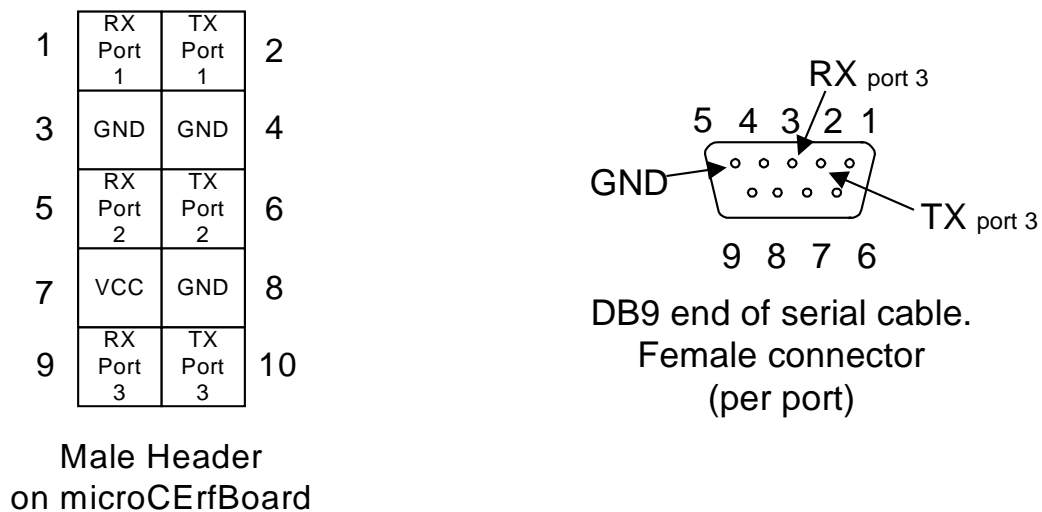 1
RX
Port
1
TX
Port
1
2
3
GND
GND
4
5
RX
Port
2
TX
Port
2
6
7
VCC
GND
8
9
RX
Port
3
TX
Port
3
10
Male Header
on microCErfBoard
RX port 3
5 4 3 2 1
GND
TX port 3
9 8 7 6
DB9 end of serial cable.
Female connector
(per port)